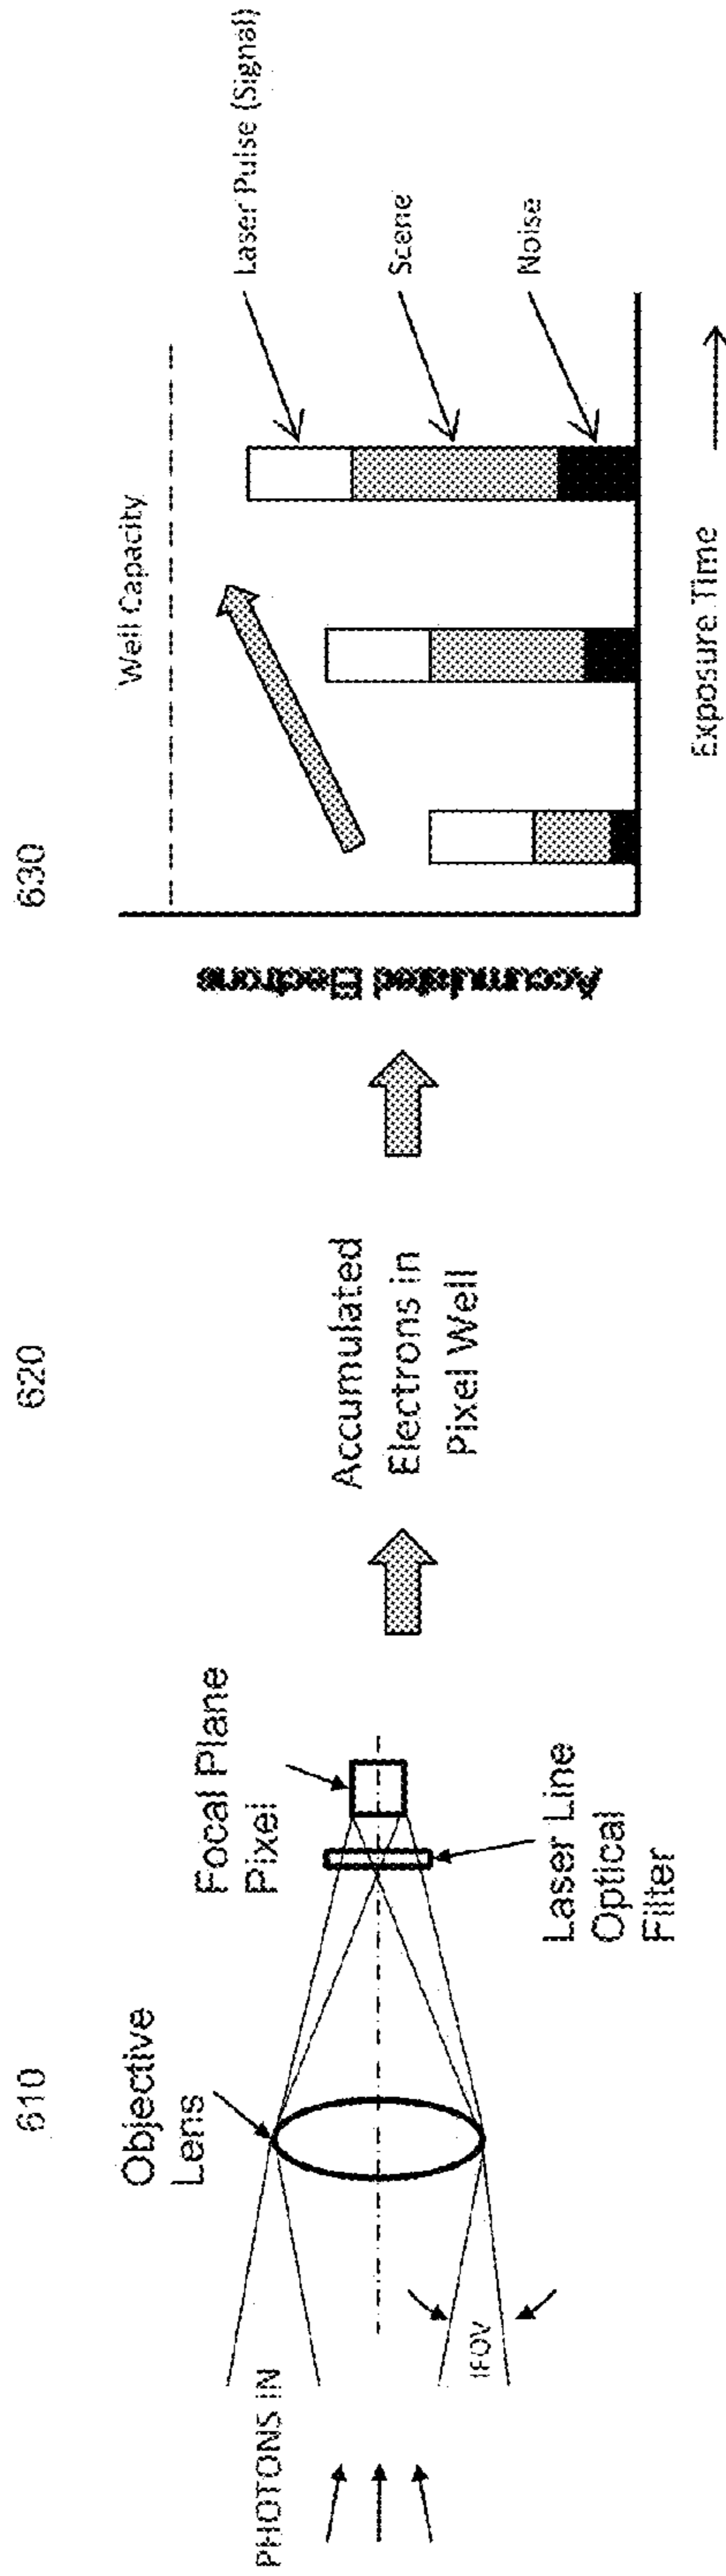 610
620
630
PHOTONS IN
IFOV
Objective
Lens
Focal Plane
Pixel
Laser Line
Optical
Filter
Accumulated
Electrons in
Pixel Well
Accumulated Electrons
Well Capacity
Laser Pulse (Signal)
Scene
Noise
Exposure Time